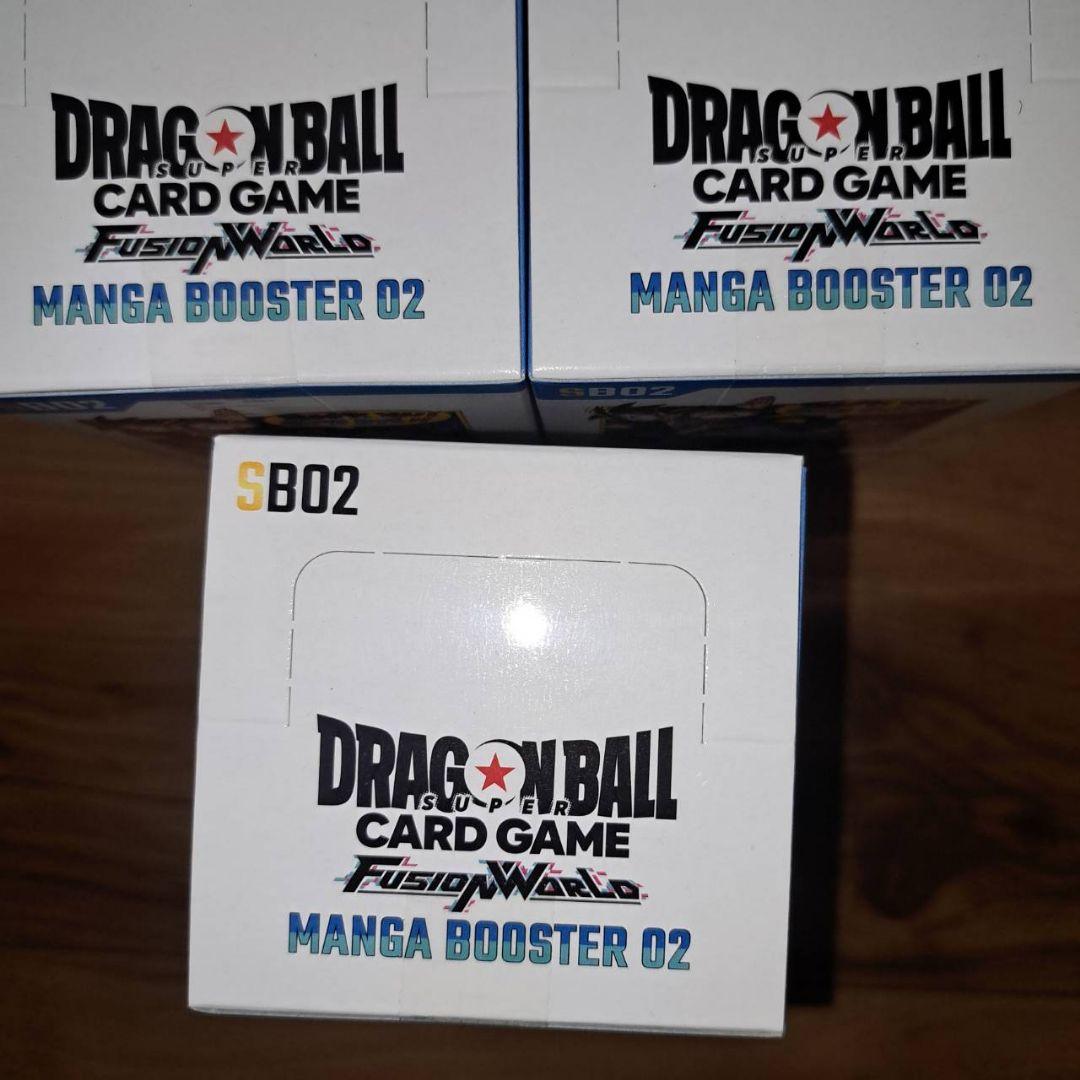 DRAGON BALL
SUPER
CARD GAME
FUSION WORLD
MANGA BOOSTER 02
DRAGON BALL
SUPER
CARD GAME
FUSION WORLD
MANGA BOOSTER 02
SB02
SB02
DRAGON BALL
SUPER
CARD GAME
FUSION WORLD
MANGA BOOSTER 02